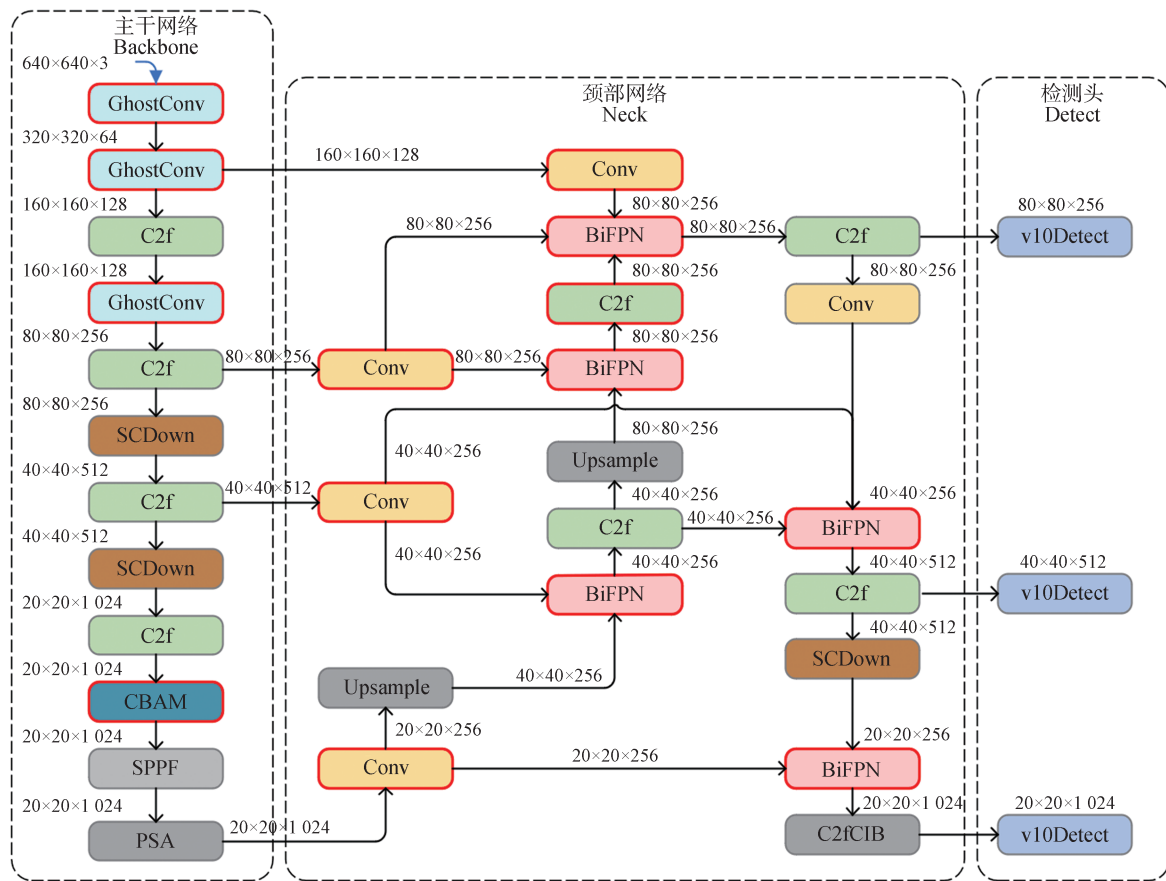 主干网络
Backbone
640×640×3
GhostConv
320×320×64
GhostConv
160×160×128
C2f
160×160×128
GhostConv
80×80×256
C2f
80×80×256
SCDown
40×40×512
C2f
40×40×512
SCDown
20×20×1 024
C2f
20×20×1 024
CBAM
20×20×1 024
SPPF
20×20×1 024
PSA
颈部网络
Neck
160×160×128
Conv
80×80×256
80×80×256
BiFPN
80×80×256
C2f
80×80×256
80×80×256
C2f
Conv
80×80×256
80×80×256
Conv
80×80×256
BiFPN
80×80×256
40×40×256
Upsample
40×40×512
Conv
40×40×256
C2f
40×40×256
40×40×256
BiFPN
40×40×256
40×40×256
BiFPN
40×40×512
C2f
40×40×512
SCDown
Upsample
40×40×256
20×20×256
Conv
20×20×256
20×20×256
BiFPN
20×20×1 024
20×20×1 024
C2fCIB
检测头
Detect
80×80×256
v10Detect
40×40×512
v10Detect
20×20×1 024
v10Detect